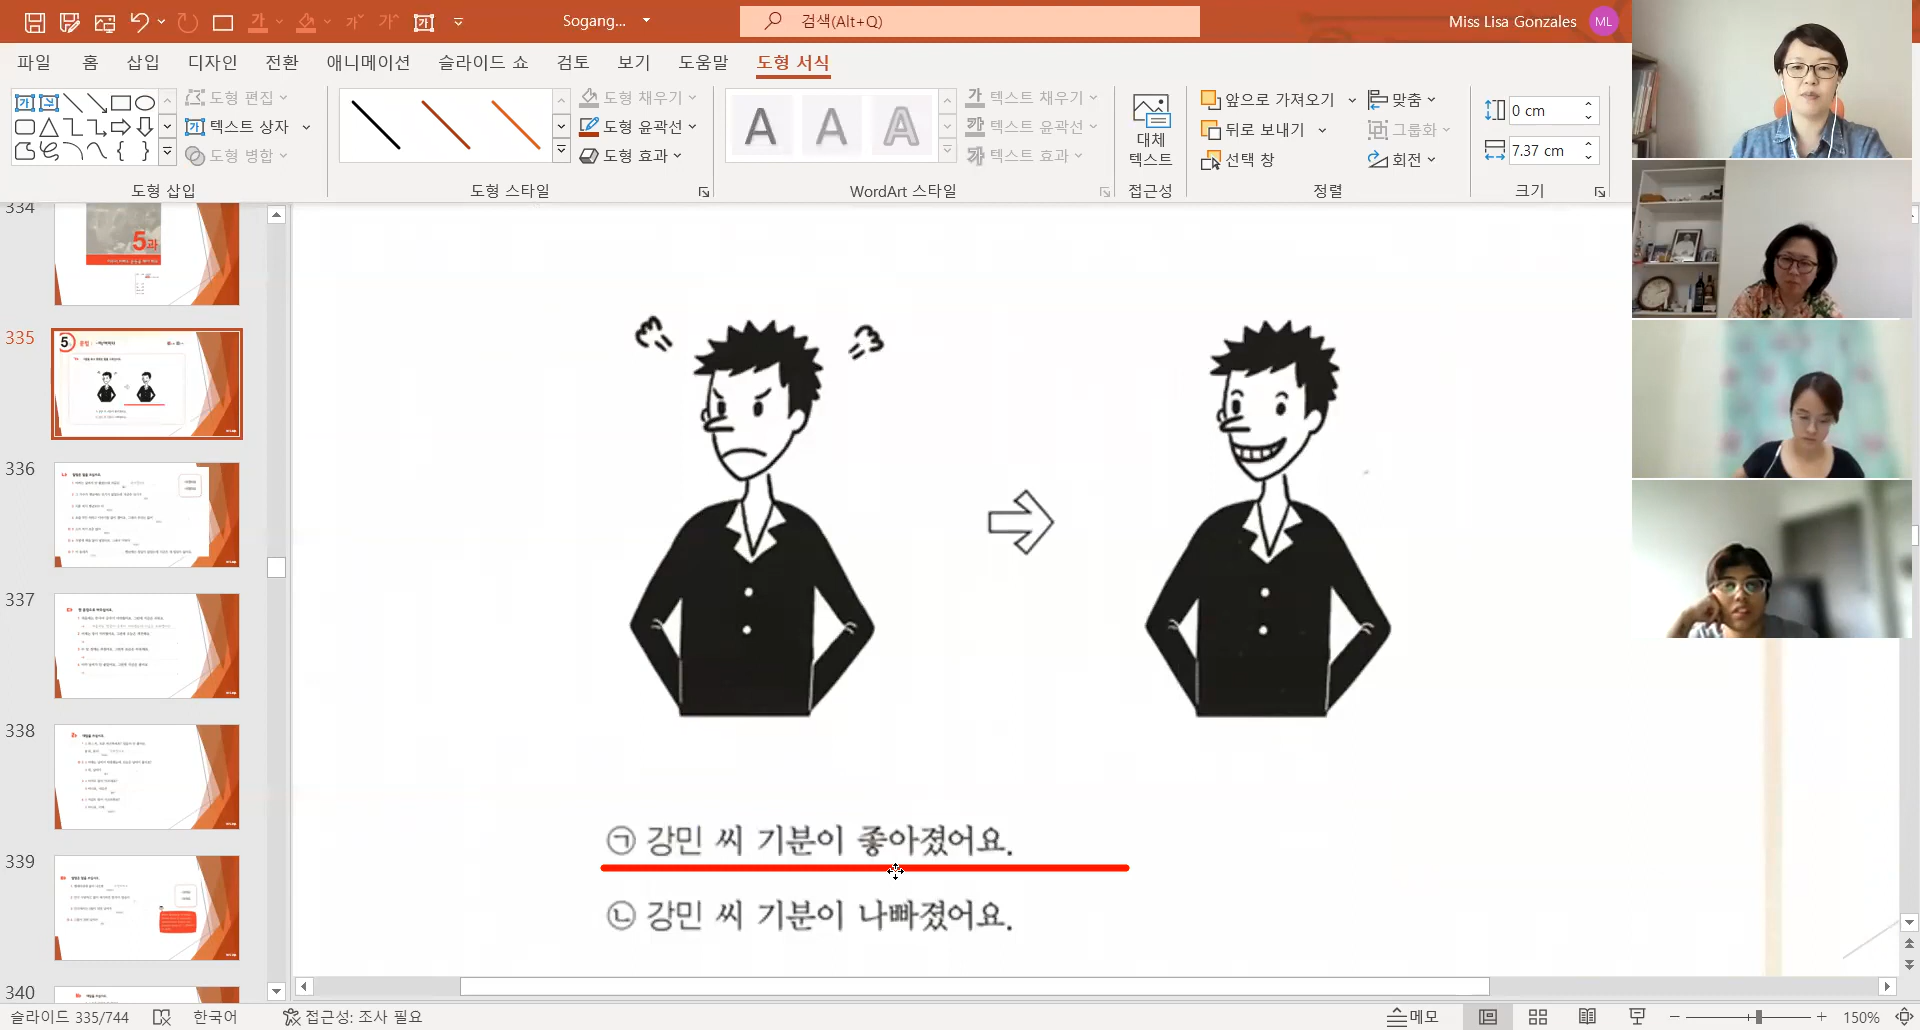 Sogang...
검색(Alt+Q)
Miss Lisa Gonzales
ML
파일 홈 삽입 디자인 전환 애니메이션 슬라이드 쇼 검토 보기 도움말 도형 서식
도형 편집
텍스트 상자
도형 병합
도형 삽입
도형 채우기
도형 윤곽선
도형 효과
도형 스타일
A A A
텍스트 채우기
텍스트 윤곽선
텍스트 효과
WordArt 스타일
대체
텍스트
접근성
앞으로 가져오기
뒤로 보내기
선택 창
맞춤
그룹화
회전
정렬
0 cm
7.37 cm
크기
334
5과
335
5
336
337
338
339
340
㉠ 강민 씨 기분이 좋아졌어요.
㉡ 강민 씨 기분이 나빠졌어요.
슬라이드 335/744
한국어
접근성: 조사 필요
메모
150%